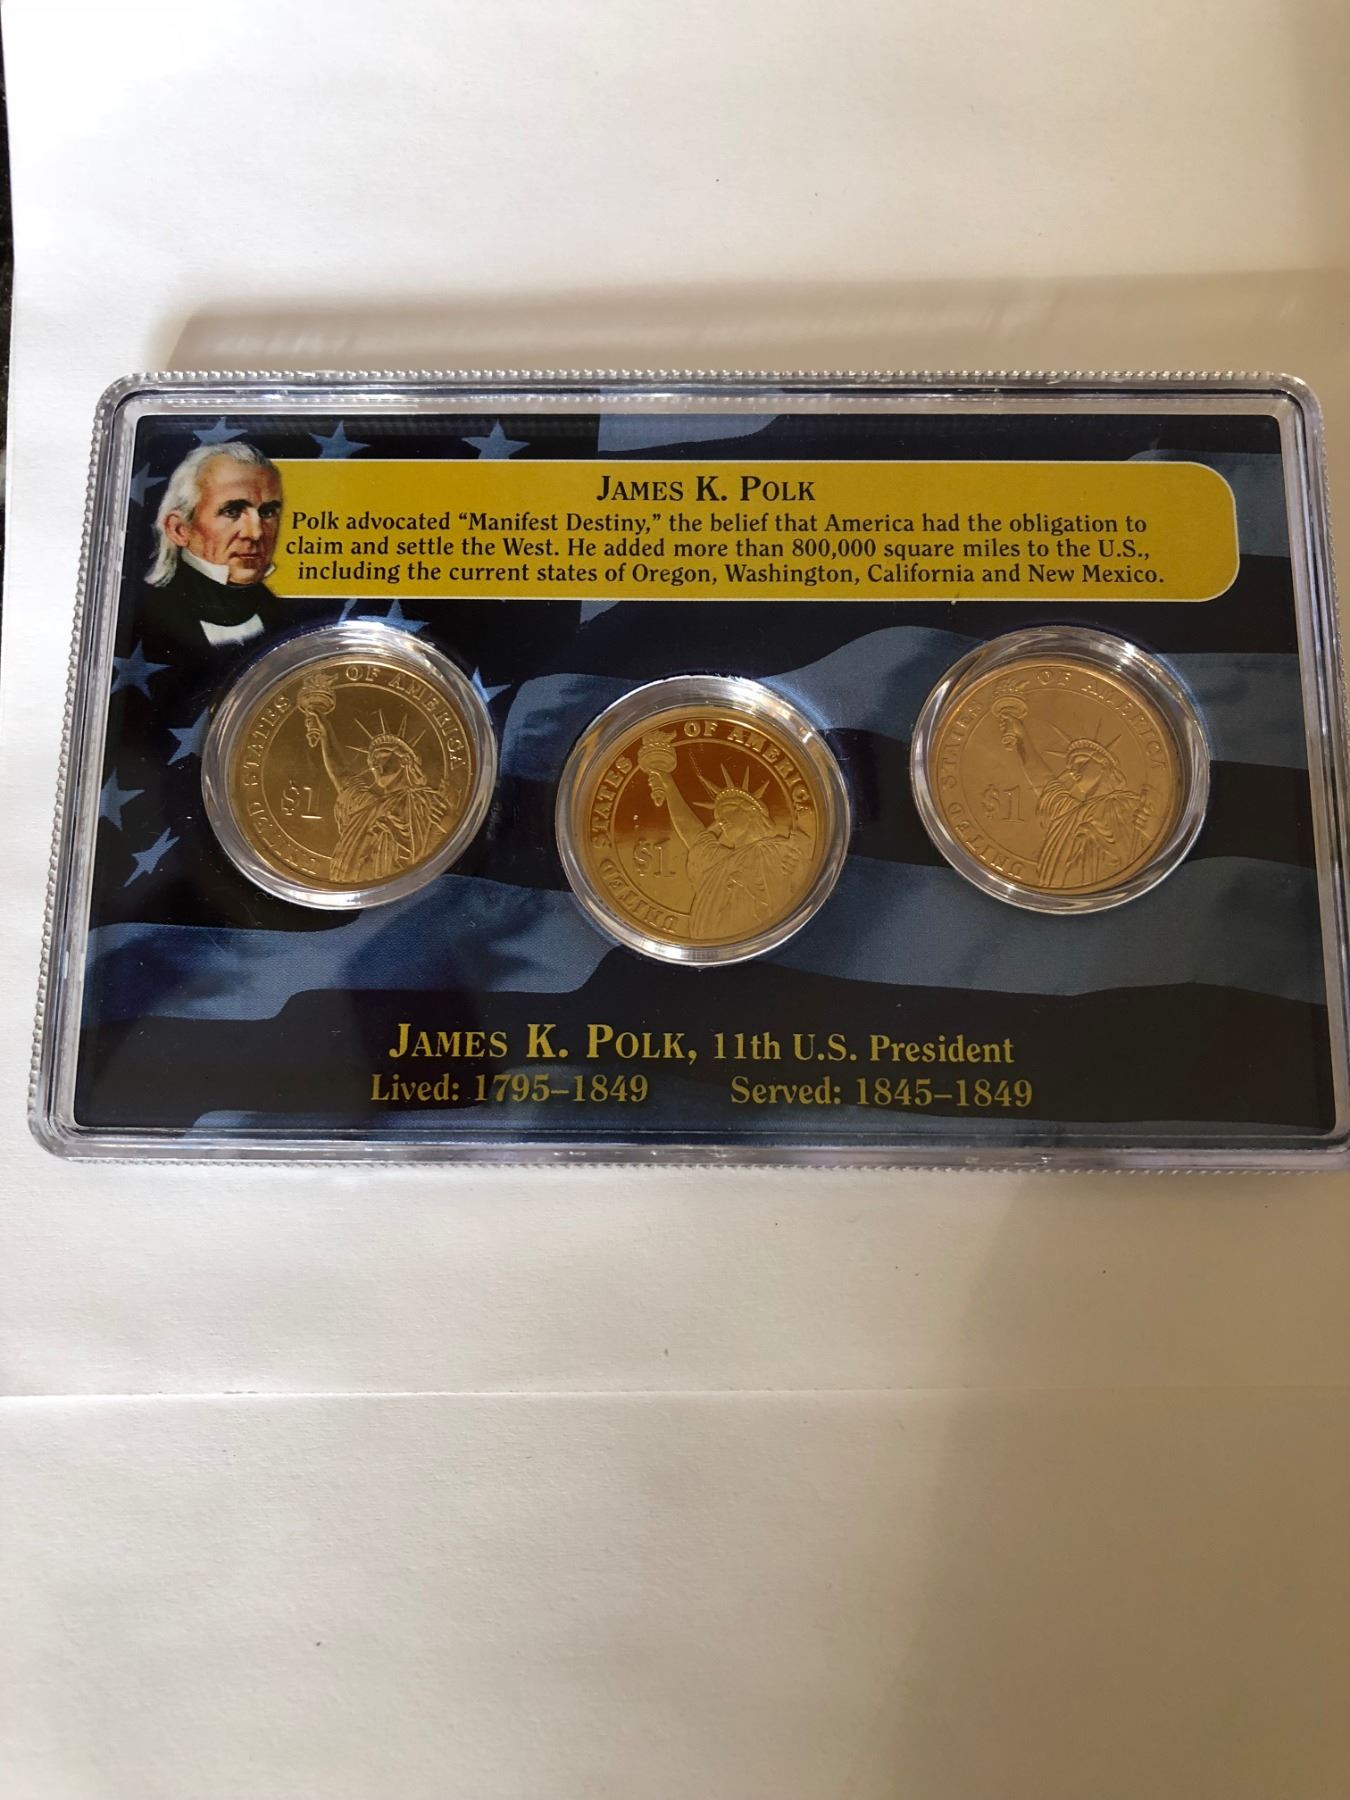 JAMES K. POLK
Polk advocated “Manifest Destiny,” the belief that America had the obligation to
claim and settle the West. He added more than 800,000 square miles to the U.S.,
including the current states of Oregon, Washington, California and New Mexico.
UNITED STATES OF AMERICA
$1
UNITED STATES OF AMERICA
$1
UNITED STATES OF AMERICA
$1
JAMES K. POLK, 11th U.S. President
Lived: 1795–1849 Served: 1845–1849